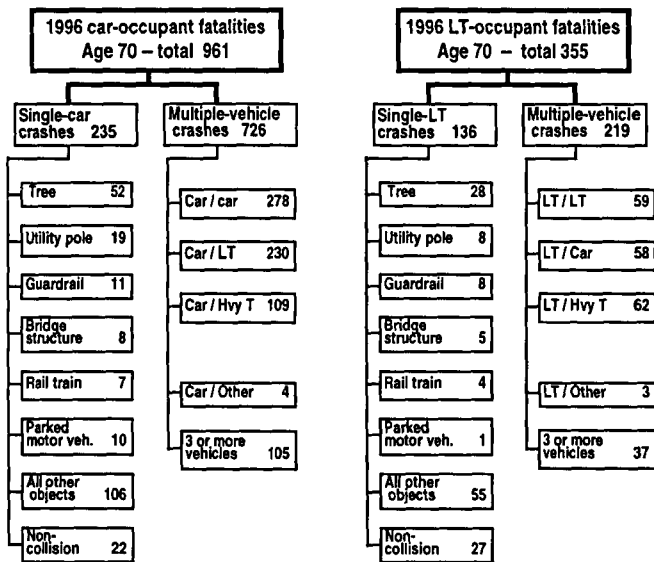 1996 car-occupant fatalities
Age 70 – total 961
Single-car
crashes 235
Multiple-vehicle
crashes 726
Tree 52
Utility pole 19
Guardrail 11
Bridge
structure 8
Rail train 7
Parked
motor veh. 10
All other
objects 106
Non-
collision 22
Car / car 278
Car / LT 230
Car / Hvy T 109
Car / Other 4
3 or more
vehicles 105
1996 LT-occupant fatalities
Age 70 – total 355
Single-LT
crashes 136
Multiple-vehicle
crashes 219
Tree 28
Utility pole 8
Guardrail 8
Bridge
structure 5
Rail train 4
Parked
motor veh. 1
All other
objects 55
Non-
collision 27
LT / LT 59
LT / Car 58
LT / Hvy T 62
LT / Other 3
3 or more
vehicles 37